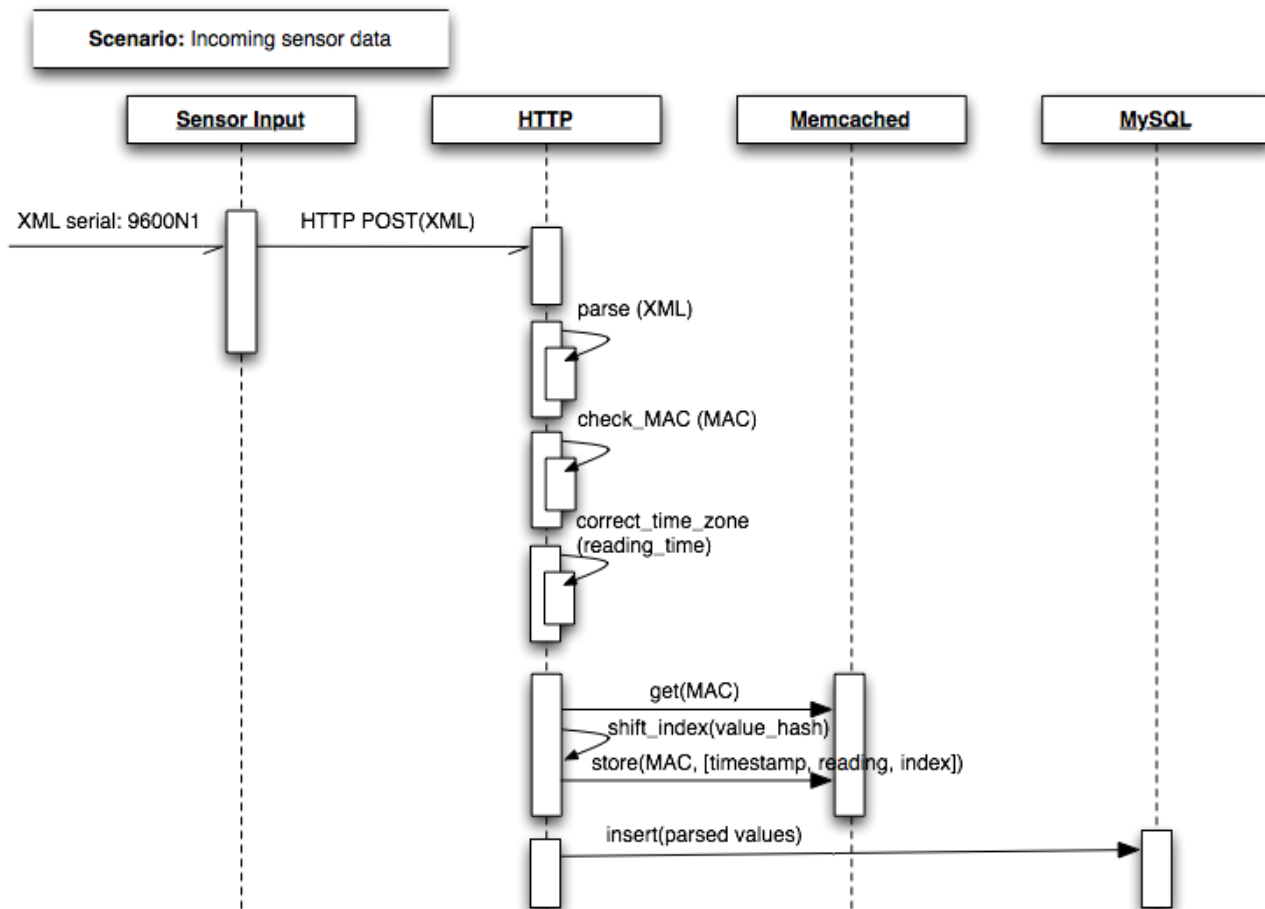 Scenario: Incoming sensor data
Sensor Input
HTTP
Memcached
MySQL
XML serial: 9600N1
HTTP POST(XML)
parse (XML)
check_MAC (MAC)
correct_time_zone
(reading_time)
get(MAC)
shift_index(value_hash)
store(MAC, [timestamp, reading, index])
insert(parsed values)